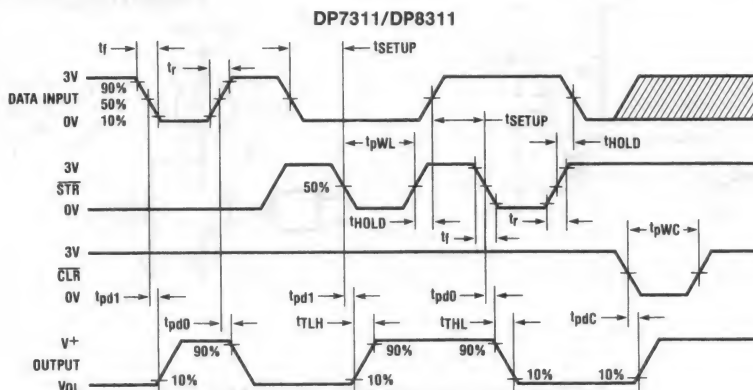 DP7311/DP8311
tf
tr
tSETUP
3V
90%
DATA INPUT 50%
0V 10%
tSETUP
tpWL
tHOLD
3V
STR 50%
0V
tHOLD
tf
tr
tpWC
3V
CLR
0V
tpd1
tpd0
tpd1
tTLH
tpd0
tTHL
tpdC
V+
OUTPUT
VOL
90%
10%
90%
10%
90%
10%
10%